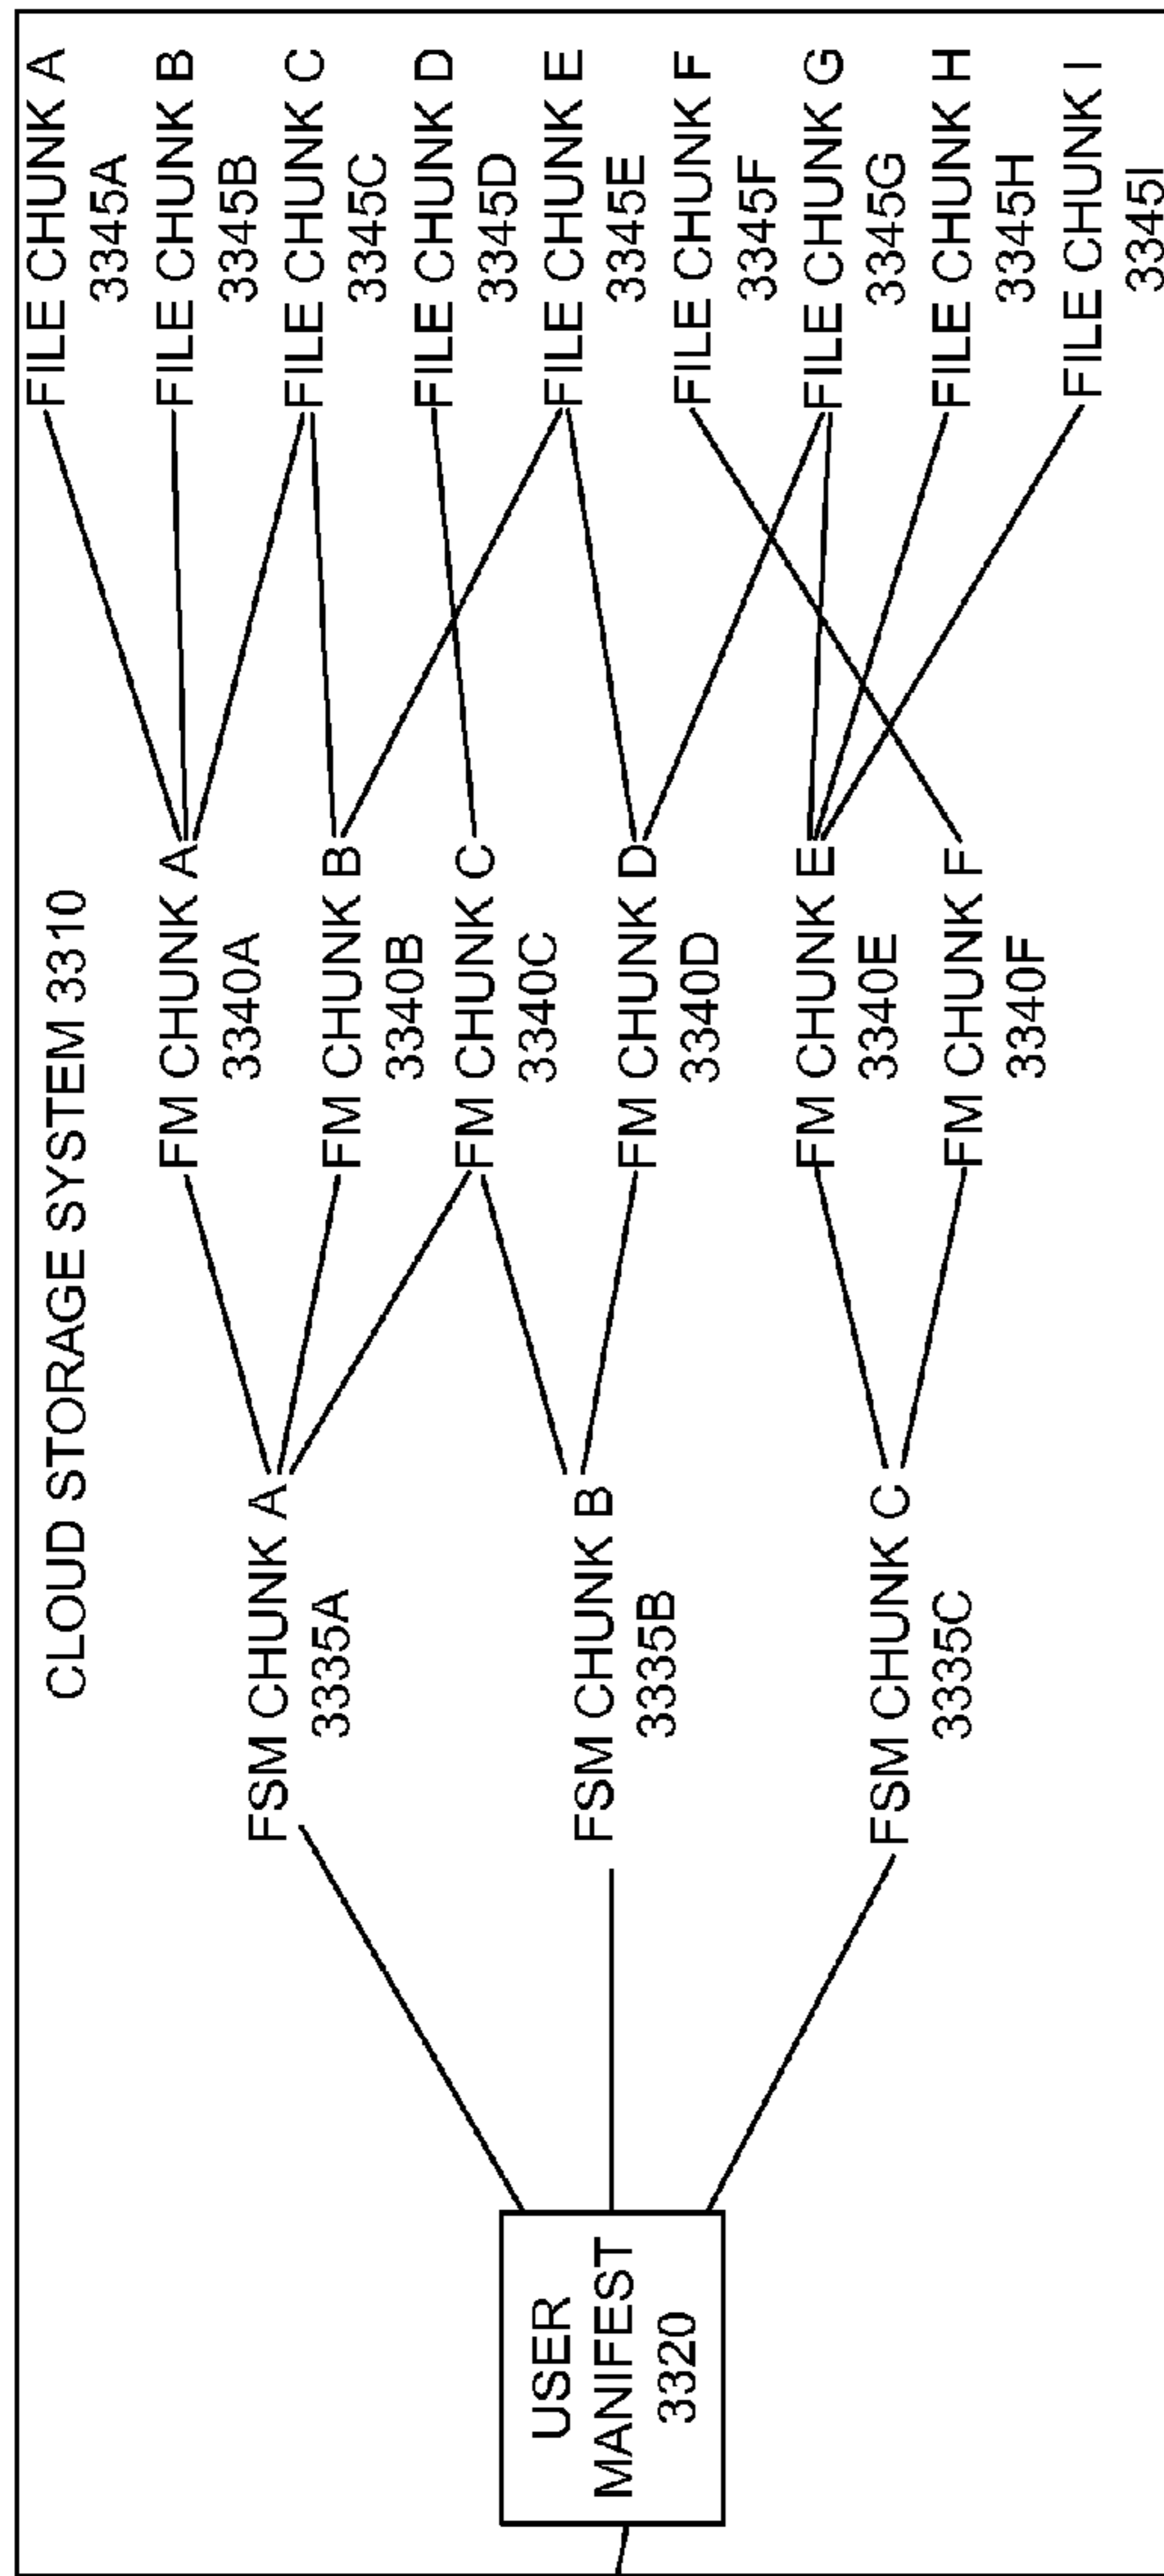 CLOUD STORAGE SYSTEM 3310
USER
MANIFEST
3320
FSM CHUNK A
3335A
FSM CHUNK B
3335B
FSM CHUNK C
3335C
FM CHUNK A
3340A
FM CHUNK B
3340B
FM CHUNK C
3340C
FM CHUNK D
3340D
FM CHUNK E
3340E
FM CHUNK F
3340F
FILE CHUNK A
3345A
FILE CHUNK B
3345B
FILE CHUNK C
3345C
FILE CHUNK D
3345D
FILE CHUNK E
3345E
FILE CHUNK F
3345F
FILE CHUNK G
3345G
FILE CHUNK H
3345H
FILE CHUNK I
3345I